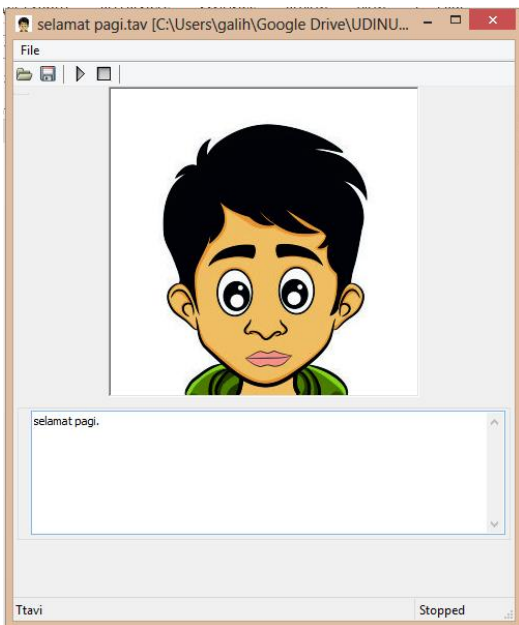 selamat pagi.tav [C:\Users\galih\Google Drive\UDINU...
File
selamat pagi.
Ttavi
Stopped